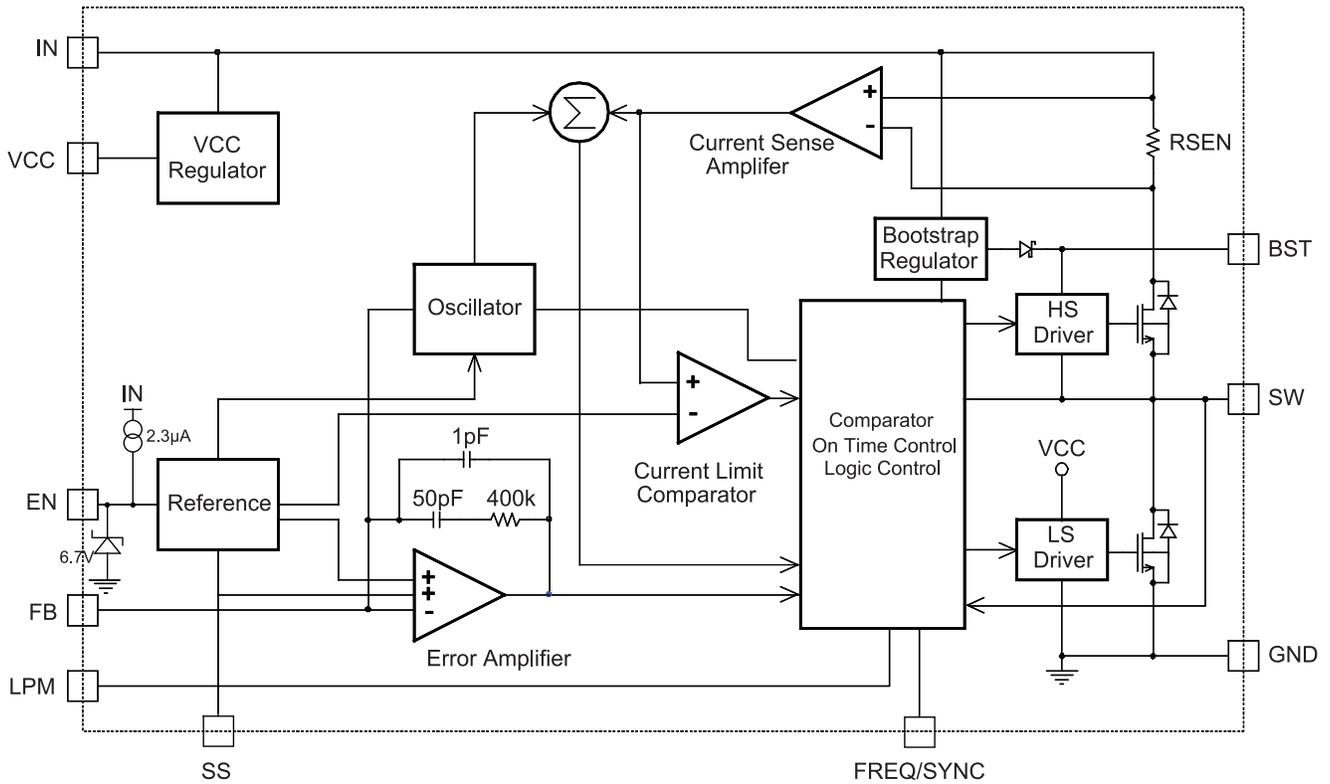 IN
VCC
VCC
Regulator
Σ
+
-
Current Sense
Amplifer
RSEN
Bootstrap
Regulator
BST
Oscillator
HS
Driver
IN
2.3µA
+
-
Current Limit
Comparator
Comparator
On Time Control
Logic Control
SW
1pF
50pF
400k
VCC
EN
Reference
6.7V
LS
Driver
+
+
-
FB
Error Amplifier
GND
LPM
SS
FREQ/SYNC